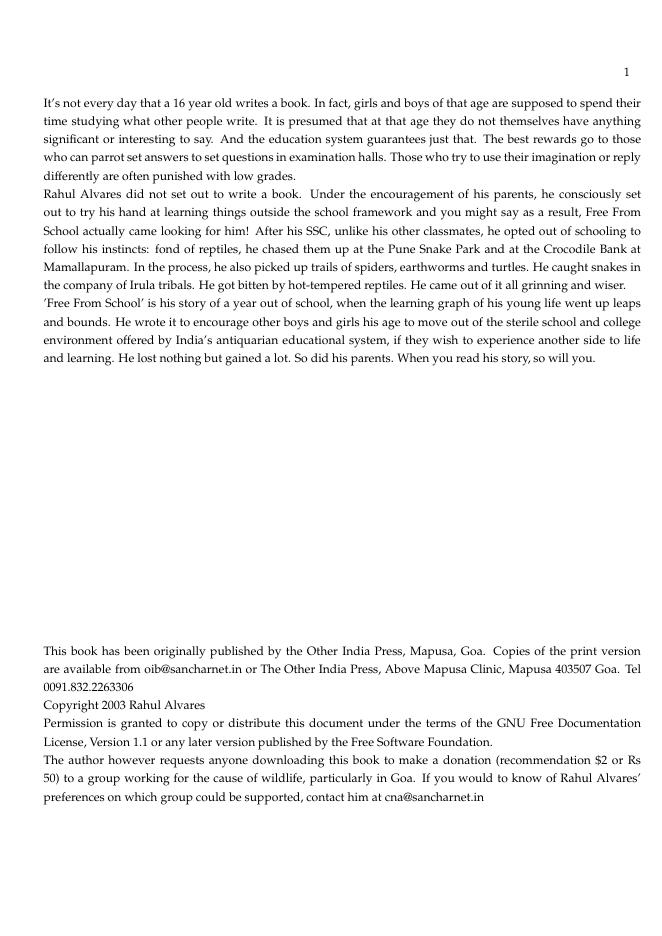 1
It's not every day that a 16 year old writes a book. In fact, girls and boys of that age are supposed to spend their
time studying what other people write. It is presumed that at that age they do not themselves have anything
significant or interesting to say. And the education system guarantees just that. The best rewards go to those
who can parrot set answers to set questions in examination halls. Those who try to use their imagination or reply
differently are often punished with low grades.
Rahul Alvares did not set out to write a book. Under the encouragement of his parents, he consciously set
out to try his hand at learning things outside the school framework and you might say as a result, Free From
School actually came looking for him! After his SSC, unlike his other classmates, he opted out of schooling to
follow his instincts: fond of reptiles, he chased them up at the Pune Snake Park and at the Crocodile Bank at
Mamallapuram. In the process, he also picked up trails of spiders, earthworms and turtles. He caught snakes in
the company of Irula tribals. He got bitten by hot-tempered reptiles. He came out of it all grinning and wiser.
'Free From School' is his story of a year out of school, when the learning graph of his young life went up leaps
and bounds. He wrote it to encourage other boys and girls his age to move out of the sterile school and college
environment offered by India's antiquarian educational system, if they wish to experience another side to life
and learning. He lost nothing but gained a lot. So did his parents. When you read his story, so will you.
This book has been originally published by the Other India Press, Mapusa, Goa. Copies of the print version
are available from oib@sancharnet.in or The Other India Press, Above Mapusa Clinic, Mapusa 403507 Goa. Tel
0091.832.2263306
Copyright 2003 Rahul Alvares
Permission is granted to copy or distribute this document under the terms of the GNU Free Documentation
License, Version 1.1 or any later version published by the Free Software Foundation.
The author however requests anyone downloading this book to make a donation (recommendation $2 or Rs
50) to a group working for the cause of wildlife, particularly in Goa. If you would to know of Rahul Alvares'
preferences on which group could be supported, contact him at cna@sancharnet.in